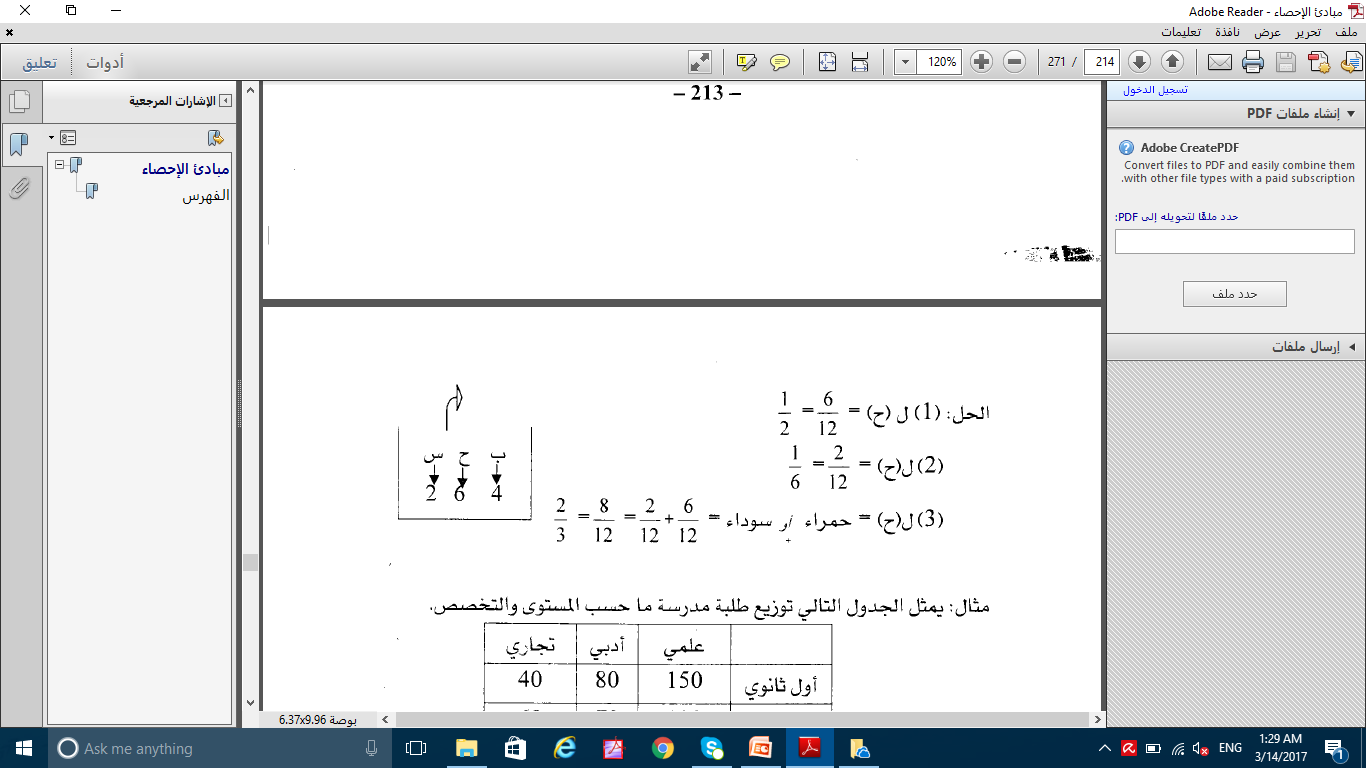 مبادئ الإحصاء - Adobe Reader
ملف تحرير عرض نافذة تعليمات
214 / 271 120% أدوات تعليق
تسجيل الدخول
إنشاء ملفات PDF
Adobe CreatePDF
Convert files to PDF and easily combine them
with other file types with a paid subscription.
حدد ملفًا لتحويله إلى PDF:
حدد ملف
إرسال ملفات
الإشارات المرجعية
مبادئ الإحصاء
الفهرس
– 213 –
الحل: (1) ل (ح) = 6/12 = 1/2
(2) ل(ح) = 2/12 = 1/6
(3) ل(ح) = حمراء أو سوداء = 6/12 + 2/12 = 8/12 = 2/3
ب ح س
4 6 2
مثال: يمثل الجدول التالي توزيع طلبة مدرسة ما حسب المستوى والتخصص.
علمي أدبي تجاري
أول ثانوي 150 80 40
6.37x9.96 بوصة
Ask me anything
ENG
1:29 AM
3/14/2017
1